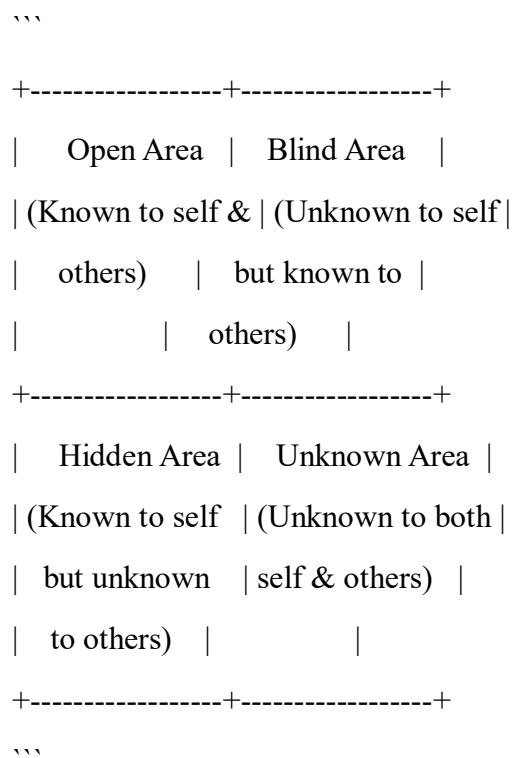 ```
+------------------+------------------+
|      Open Area   |    Blind Area    |
| (Known to self & | (Unknown to self |
|     others)      |    but known to  |
|                  |     others)      |
+------------------+------------------+
|     Hidden Area  |    Unknown Area  |
| (Known to self   | (Unknown to both |
|   but unknown    | self & others)   |
|    to others)    |                  |
+------------------+------------------+
```